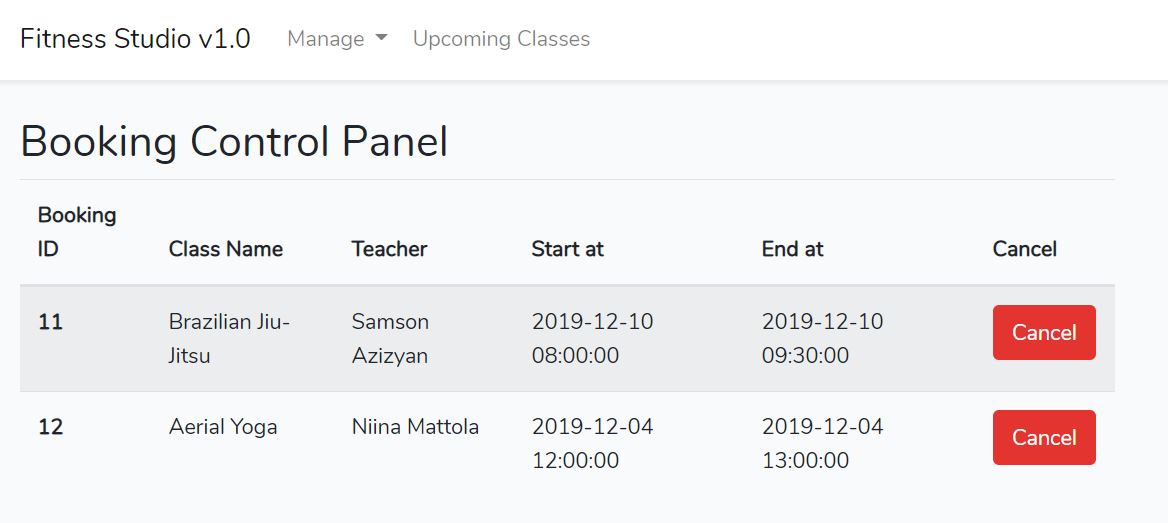 Fitness Studio v1.0 Manage Upcoming Classes
Booking Control Panel
Booking
ID Class Name Teacher Start at End at Cancel
11 Brazilian Jiu- Samson 2019-12-10 2019-12-10 Cancel
Jitsu Azizyan 08:00:00 09:30:00
12 Aerial Yoga Niina Mattola 2019-12-04 2019-12-04 Cancel
12:00:00 13:00:00